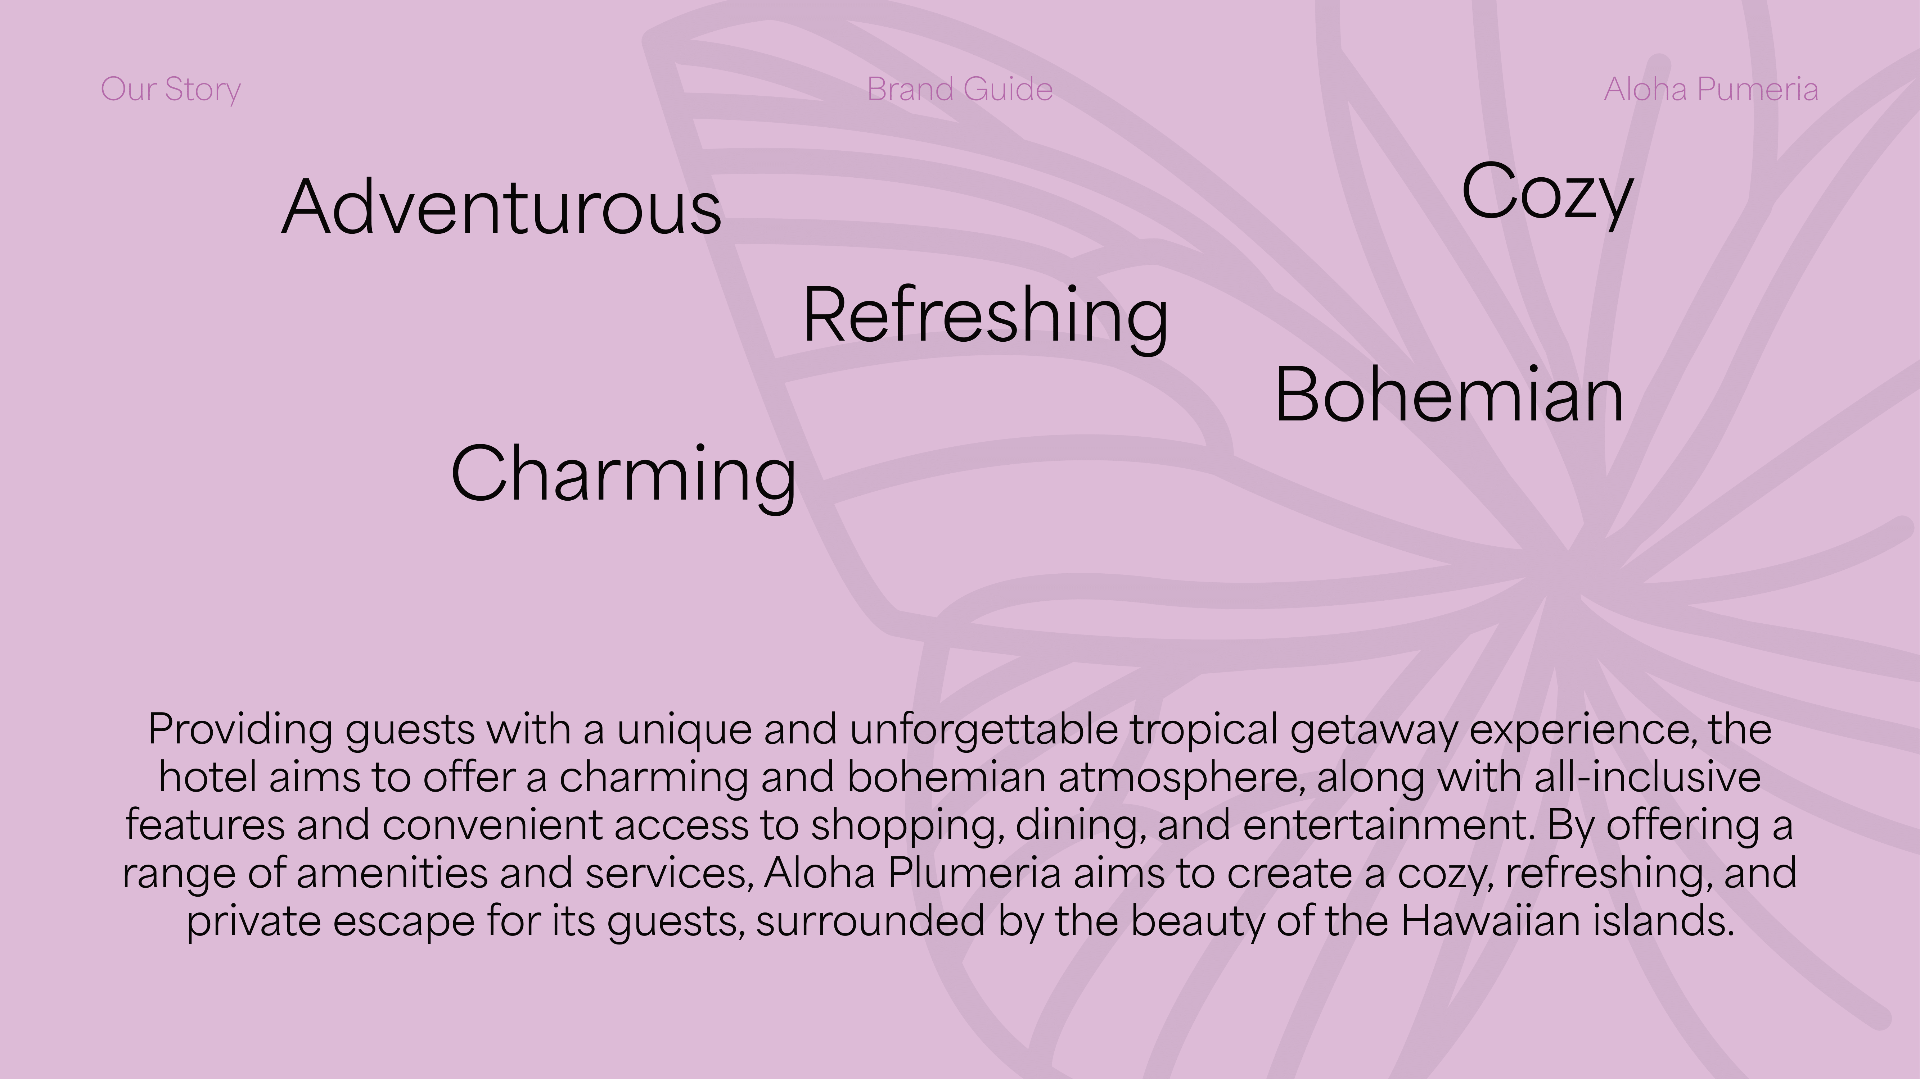 Our Story
Brand Guide
Aloha Pumeria
Adventurous
Cozy
Refreshing
Bohemian
Charming
Providing guests with a unique and unforgettable tropical getaway experience, the
hotel aims to offer a charming and bohemian atmosphere, along with all-inclusive
features and convenient access to shopping, dining, and entertainment. By offering a
range of amenities and services, Aloha Plumeria aims to create a cozy, refreshing, and
private escape for its guests, surrounded by the beauty of the Hawaiian islands.